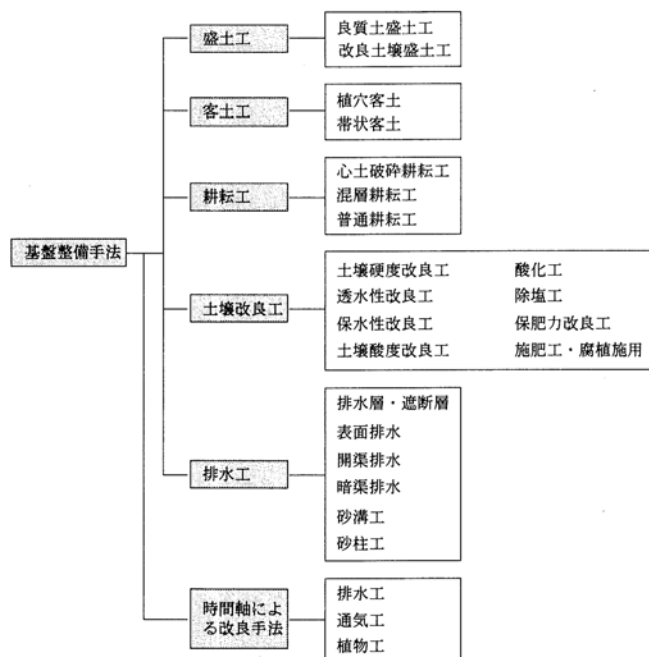 基盤整備手法
盛土工
良質土盛土工
改良土壌盛土工
客土工
植穴客土
帯状客土
耕耘工
心土破砕耕耘工
混層耕耘工
普通耕耘工
土壌改良工
土壌硬度改良工
酸化工
透水性改良工
除塩工
保水性改良工
保肥力改良工
土壌酸度改良工
施肥工・腐植施用
排水工
排水層・遮断層
表面排水
開渠排水
暗渠排水
砂溝工
砂柱工
時間軸によ
る改良手法
排水工
通気工
植物工